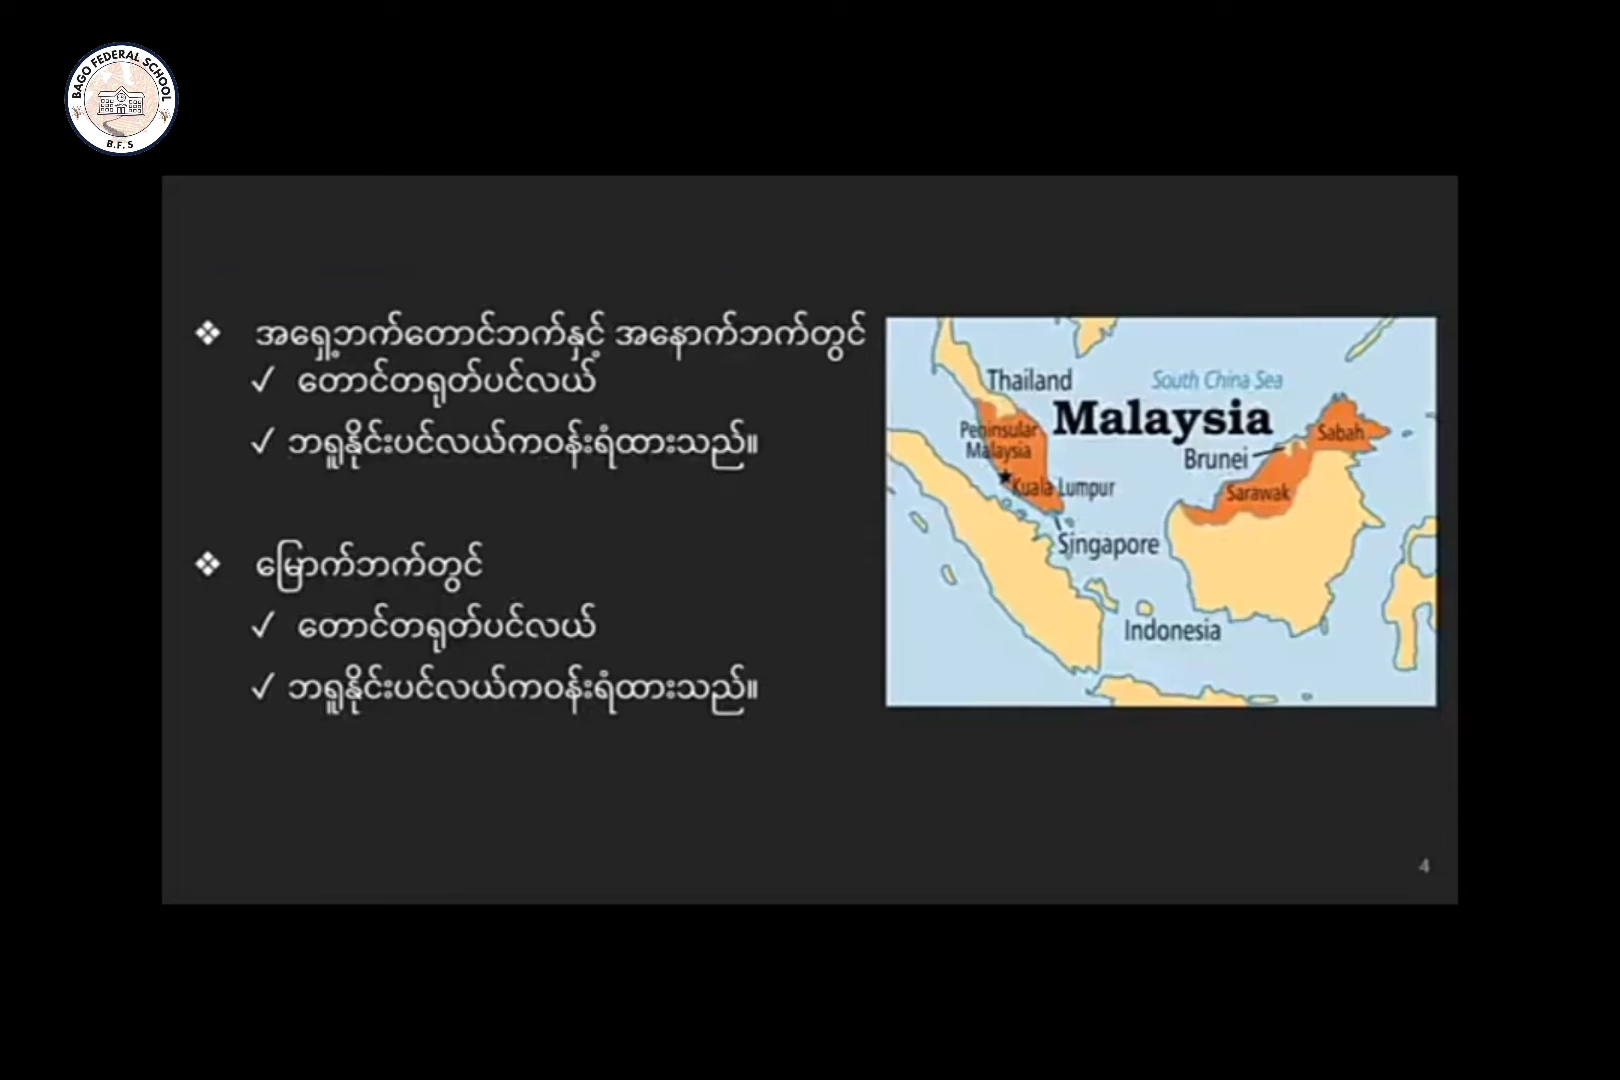 BAGO FEDERAL SCHOOL
B.F.S
❖ အရှေ့ဘက်တောင်ဘက်နှင့် အနောက်ဘက်တွင်
✓ တောင်တရုတ်ပင်လယ်
✓ ဘရူနိုင်းပင်လယ်ကဝန်းရံထားသည်။
❖ မြောက်ဘက်တွင်
✓ တောင်တရုတ်ပင်လယ်
✓ ဘရူနိုင်းပင်လယ်ကဝန်းရံထားသည်။
Thailand
South China Sea
Malaysia
Peninsular
Malaysia
Sabah
Brunei
Kuala Lumpur
Sarawak
Singapore
Indonesia
4